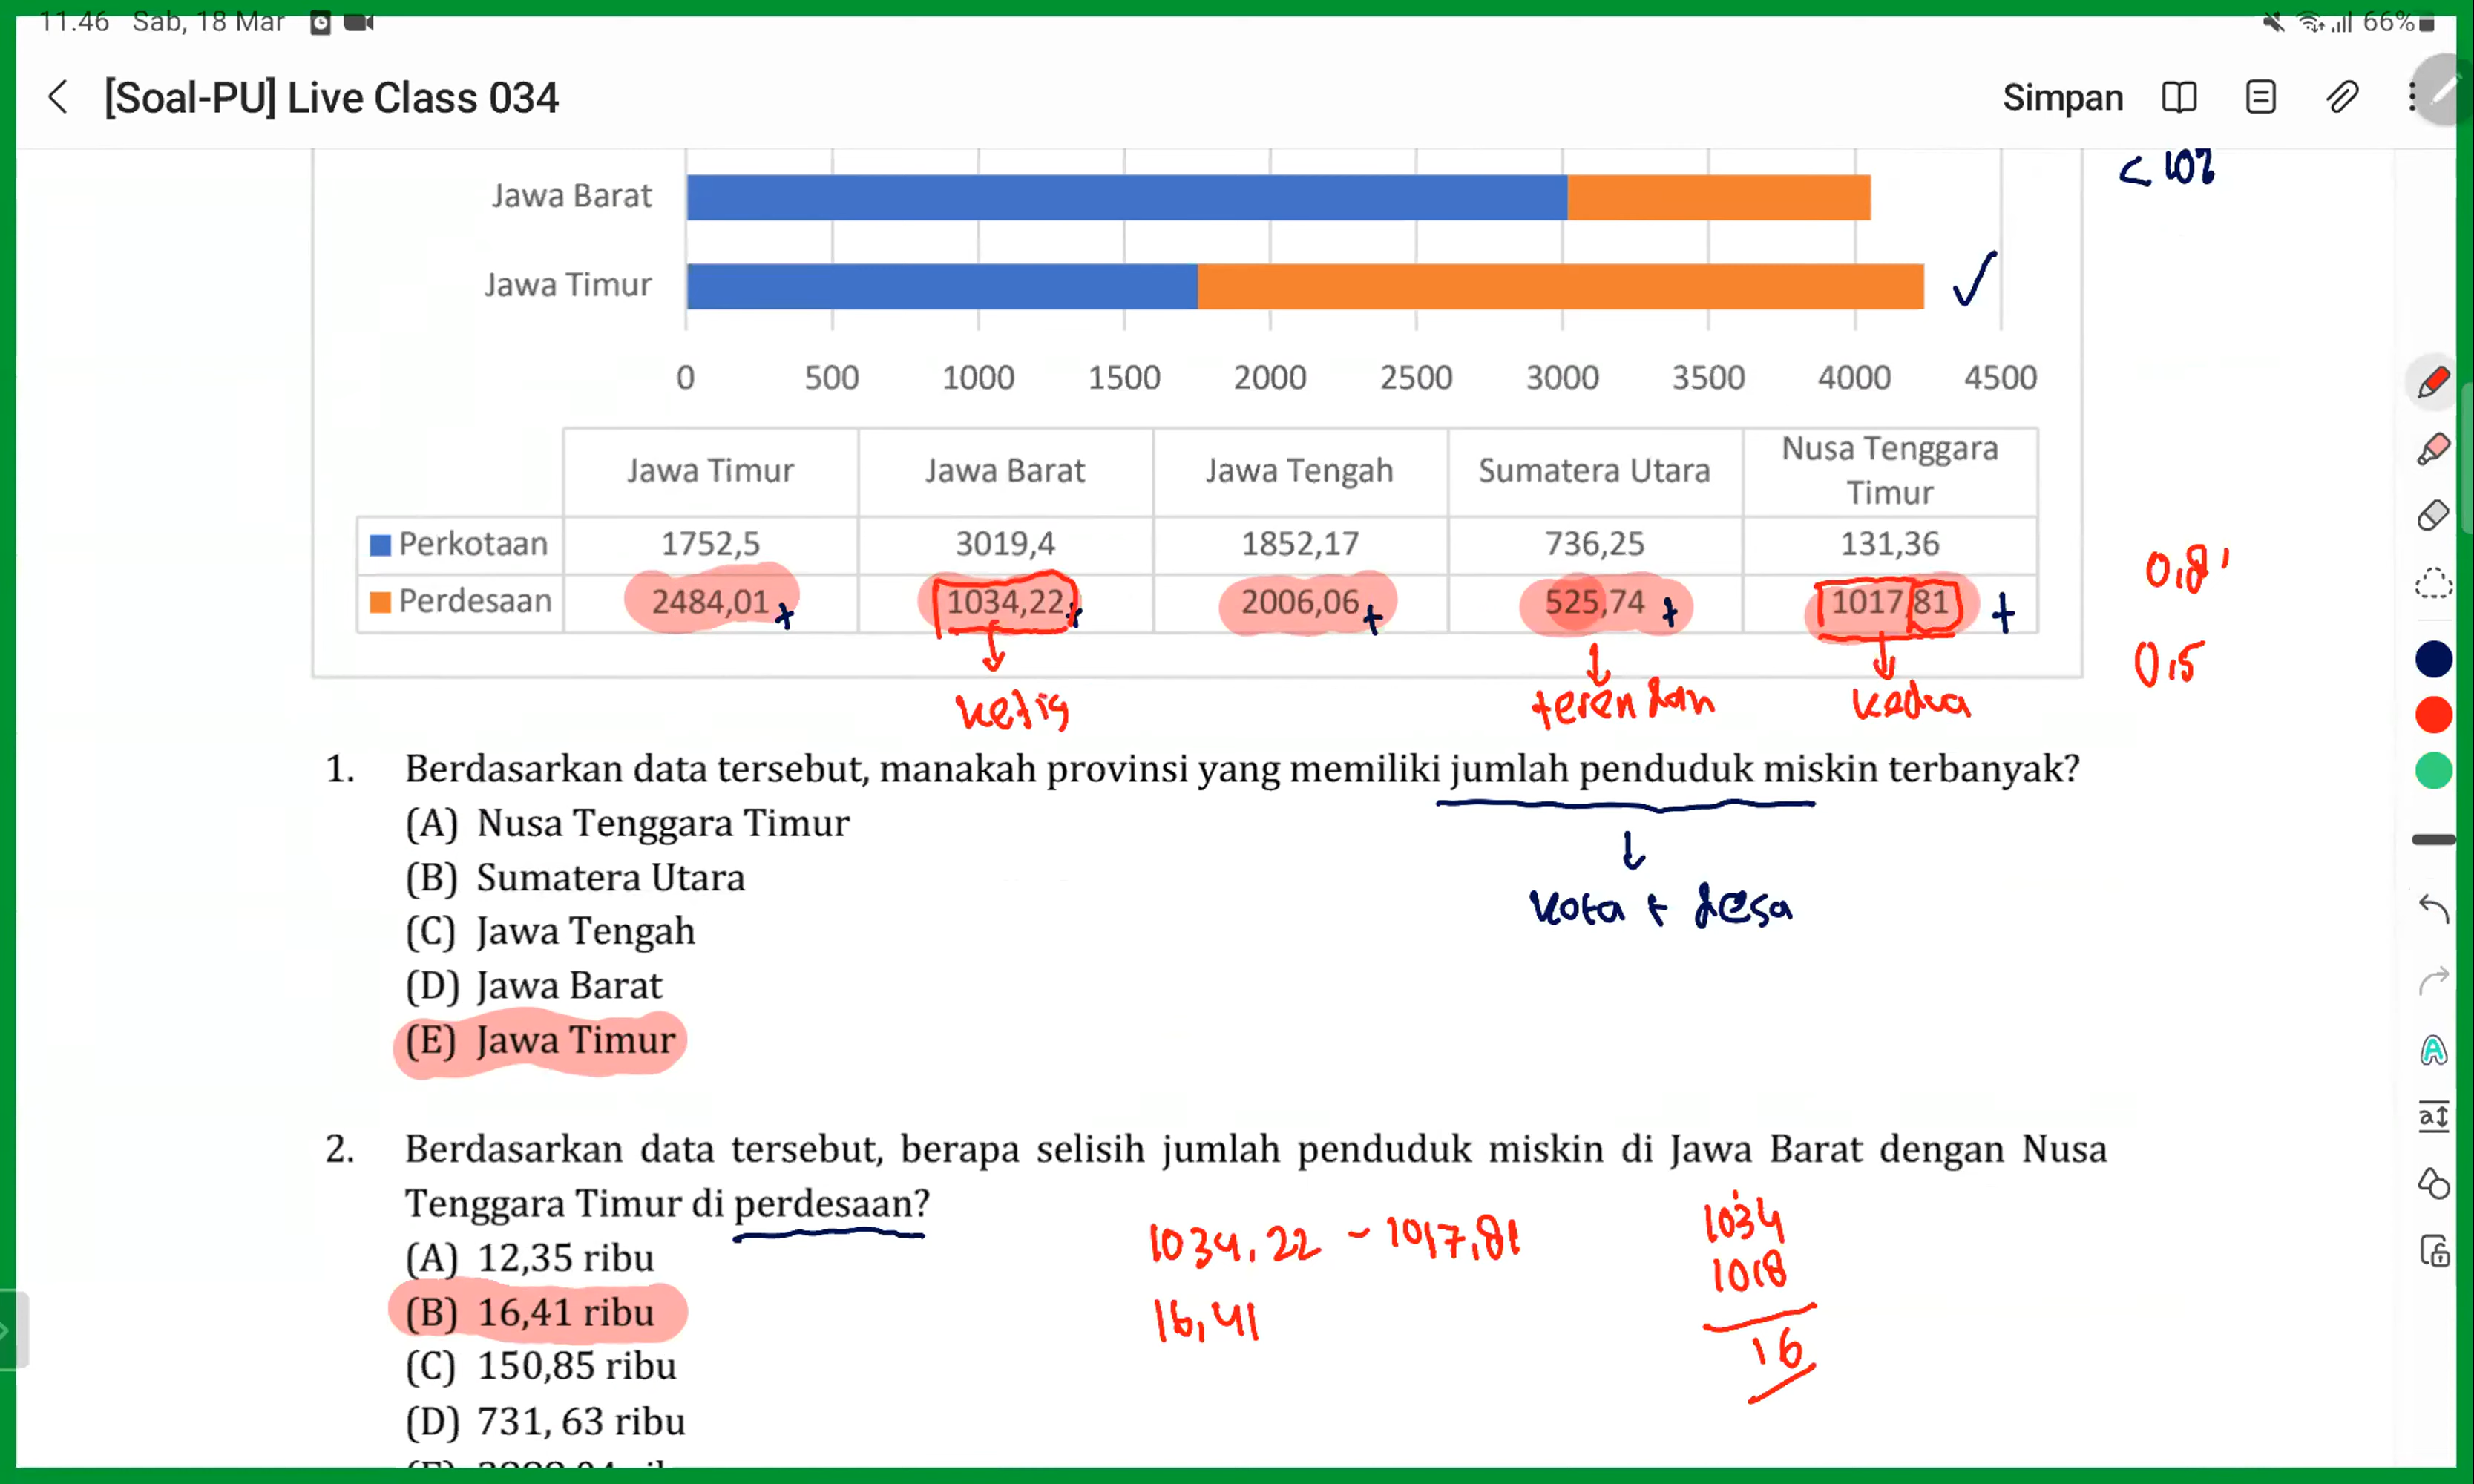 11.46 Sab, 18 Mar 66%
[Soal-PU] Live Class 034 Simpan
< 10%
Jawa Barat
Jawa Timur
0 500 1000 1500 2000 2500 3000 3500 4000 4500
Jawa Timur Jawa Barat Jawa Tengah Sumatera Utara Nusa Tenggara Timur
Perkotaan 1752,5 3019,4 1852,17 736,25 131,36
Perdesaan 2484,01 + 1034,22 + 2006,06 + 525,74 + 1017,81 +
0,81
0,5
terendah kedua
1. Berdasarkan data tersebut, manakah provinsi yang memiliki jumlah penduduk miskin terbanyak?
(A) Nusa Tenggara Timur
(B) Sumatera Utara
(C) Jawa Tengah
(D) Jawa Barat
(E) Jawa Timur
kota + desa
2. Berdasarkan data tersebut, berapa selisih jumlah penduduk miskin di Jawa Barat dengan Nusa
Tenggara Timur di perdesaan?
(A) 12,35 ribu
(B) 16,41 ribu
(C) 150,85 ribu
(D) 731, 63 ribu
1034,22 - 1017,81
16,41
1034
1018
16